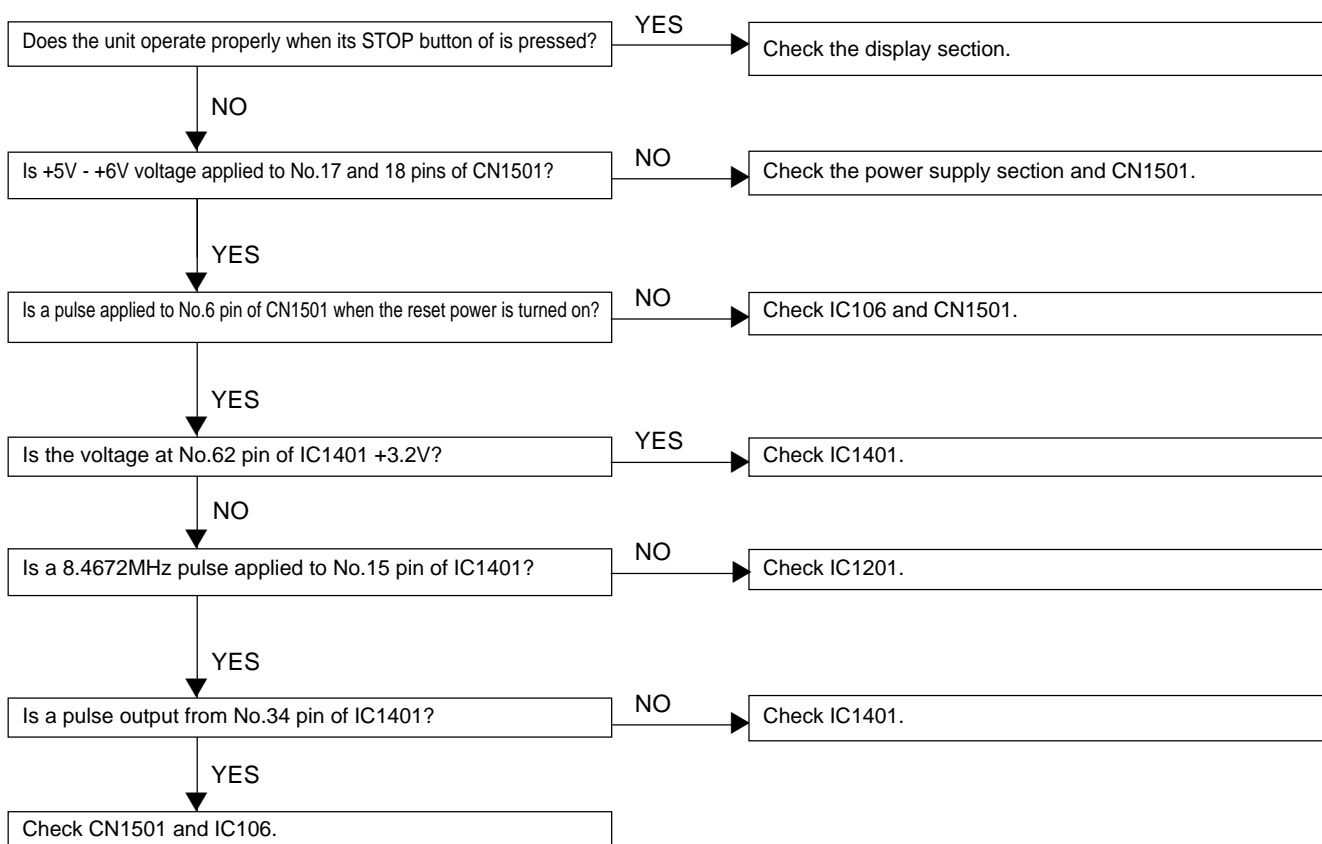 Does the unit operate properly when its STOP button of is pressed?
YES
Check the display section.
NO
Is +5V - +6V voltage applied to No.17 and 18 pins of CN1501?
NO
Check the power supply section and CN1501.
YES
Is a pulse applied to No.6 pin of CN1501 when the reset power is turned on?
NO
Check IC106 and CN1501.
YES
Is the voltage at No.62 pin of IC1401 +3.2V?
YES
Check IC1401.
NO
Is a 8.4672MHz pulse applied to No.15 pin of IC1401?
NO
Check IC1201.
YES
Is a pulse output from No.34 pin of IC1401?
NO
Check IC1401.
YES
Check CN1501 and IC106.